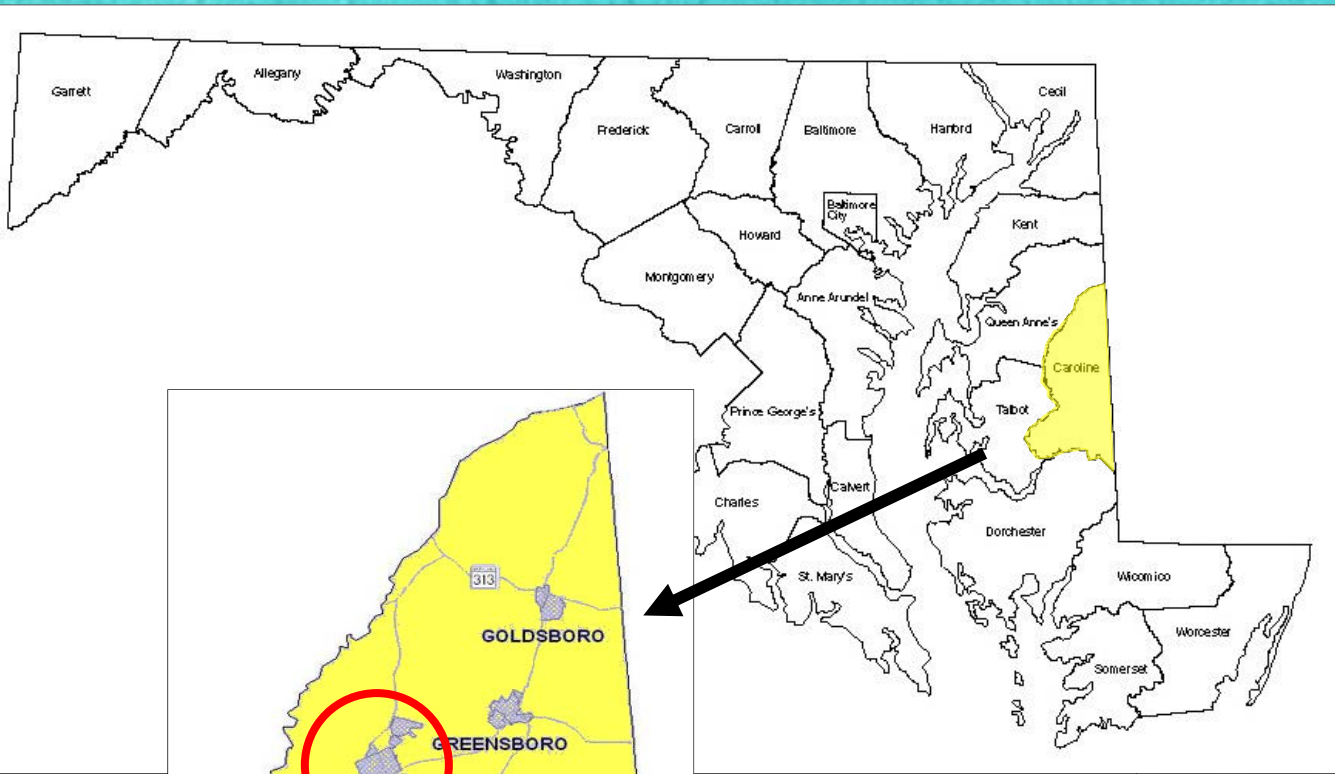 Garrett
Allegany
Washington
Frederick
Carroll
Baltimore
Harford
Cecil
Baltimore
City
Kent
Howard
Montgomery
Anne Arundel
Queen Anne's
Caroline
Talbot
Prince George's
Calvert
Charles
Dorchester
St. Mary's
Wicomico
Worcester
Somerset
313
GOLDSBORO
GREENSBORO